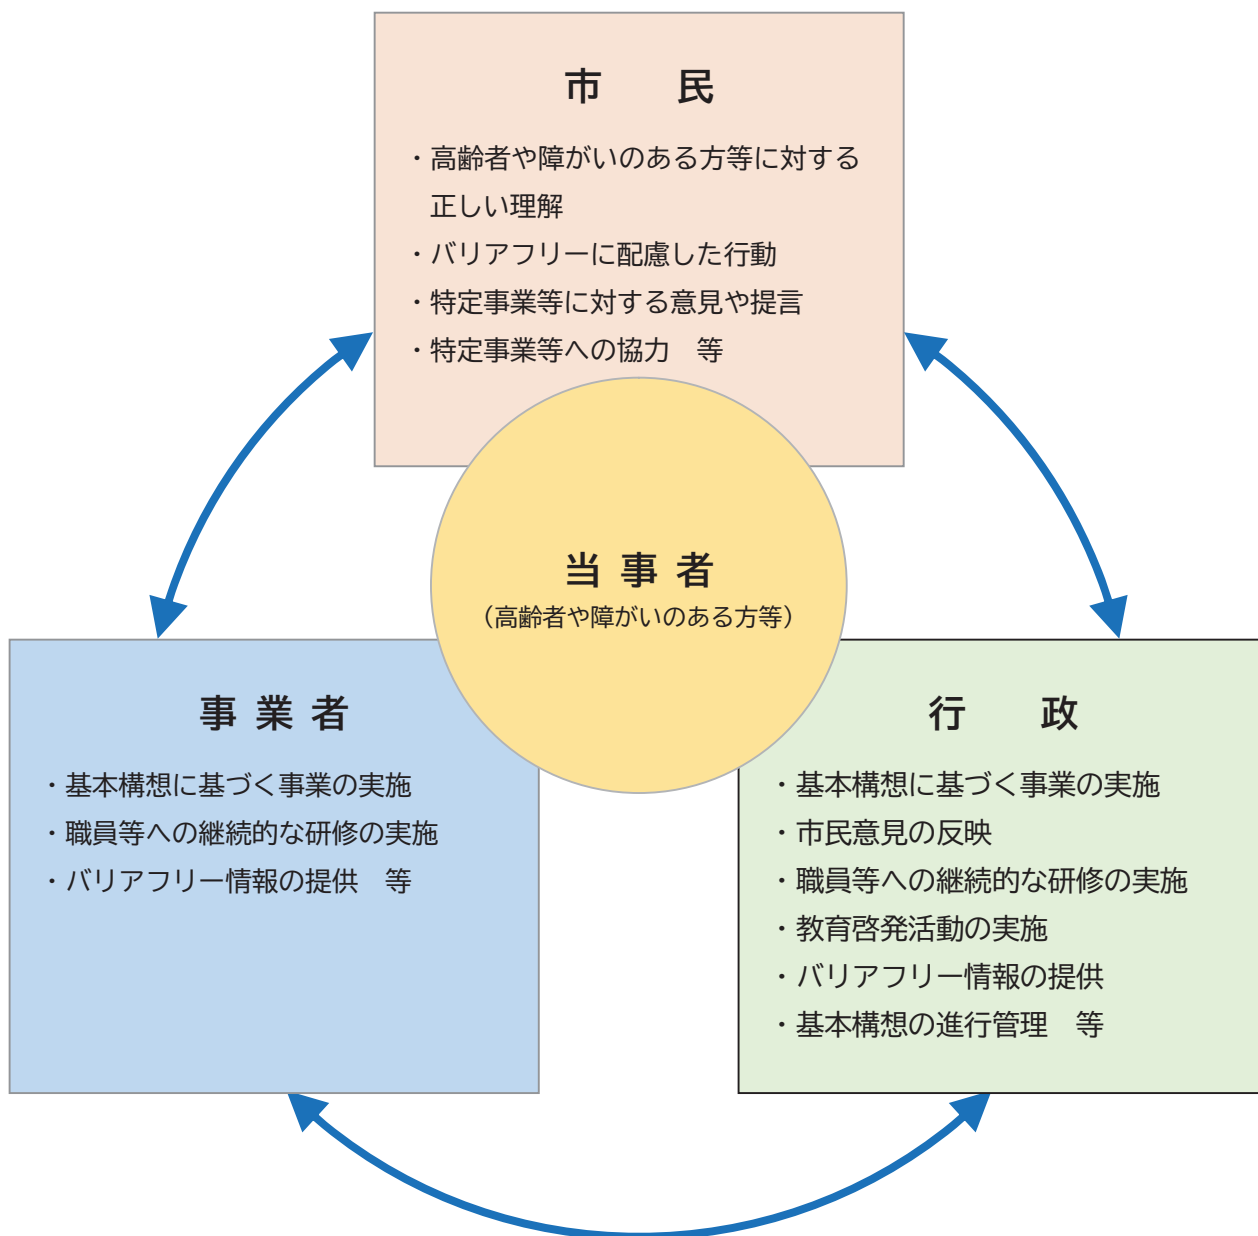 市　民
・高齢者や障がいのある方等に対する
正しい理解
・バリアフリーに配慮した行動
・特定事業等に対する意見や提言
・特定事業等への協力　等
当事者
（高齢者や障がいのある方等）
事業者
・基本構想に基づく事業の実施
・職員等への継続的な研修の実施
・バリアフリー情報の提供　等
行　政
・基本構想に基づく事業の実施
・市民意見の反映
・職員等への継続的な研修の実施
・教育啓発活動の実施
・バリアフリー情報の提供
・基本構想の進行管理　等